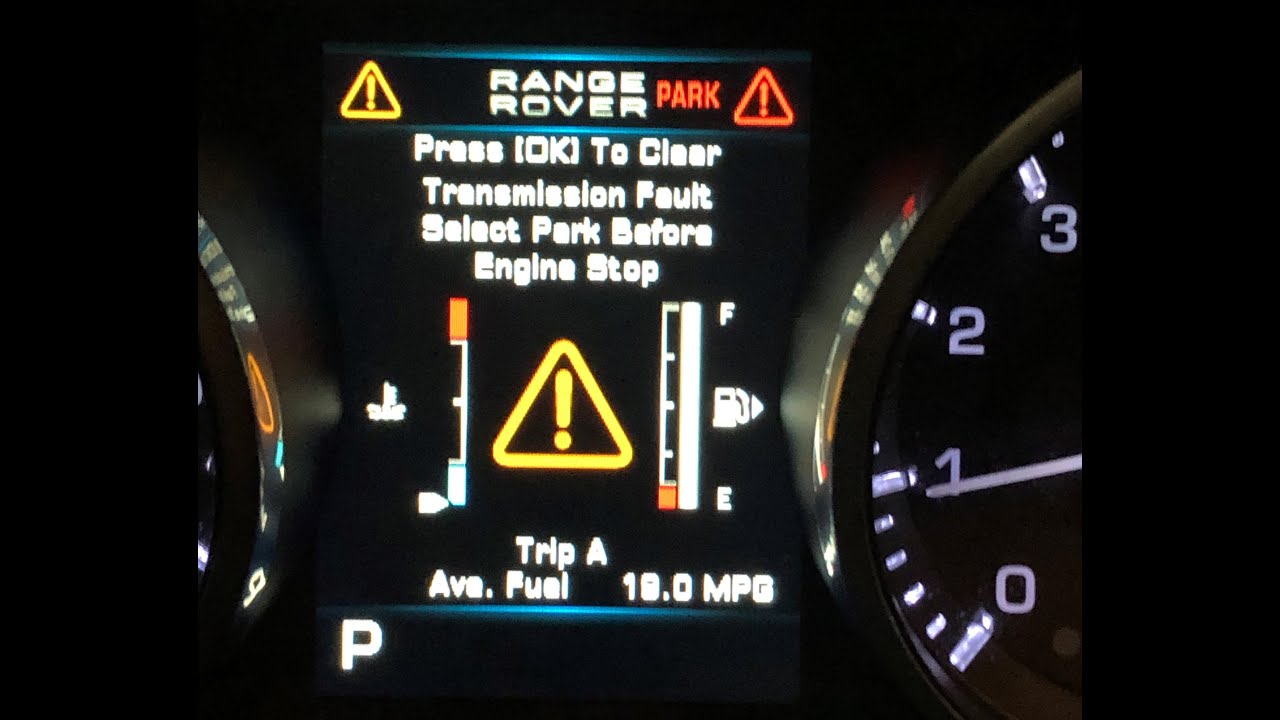 RANGE
ROVER PARK
Press [OK] To Clear
Transmission Fault
Select Park Before
Engine Stop
F
E
Trip A
Ave. Fuel 19.0 MPG
P
3
2
1
0